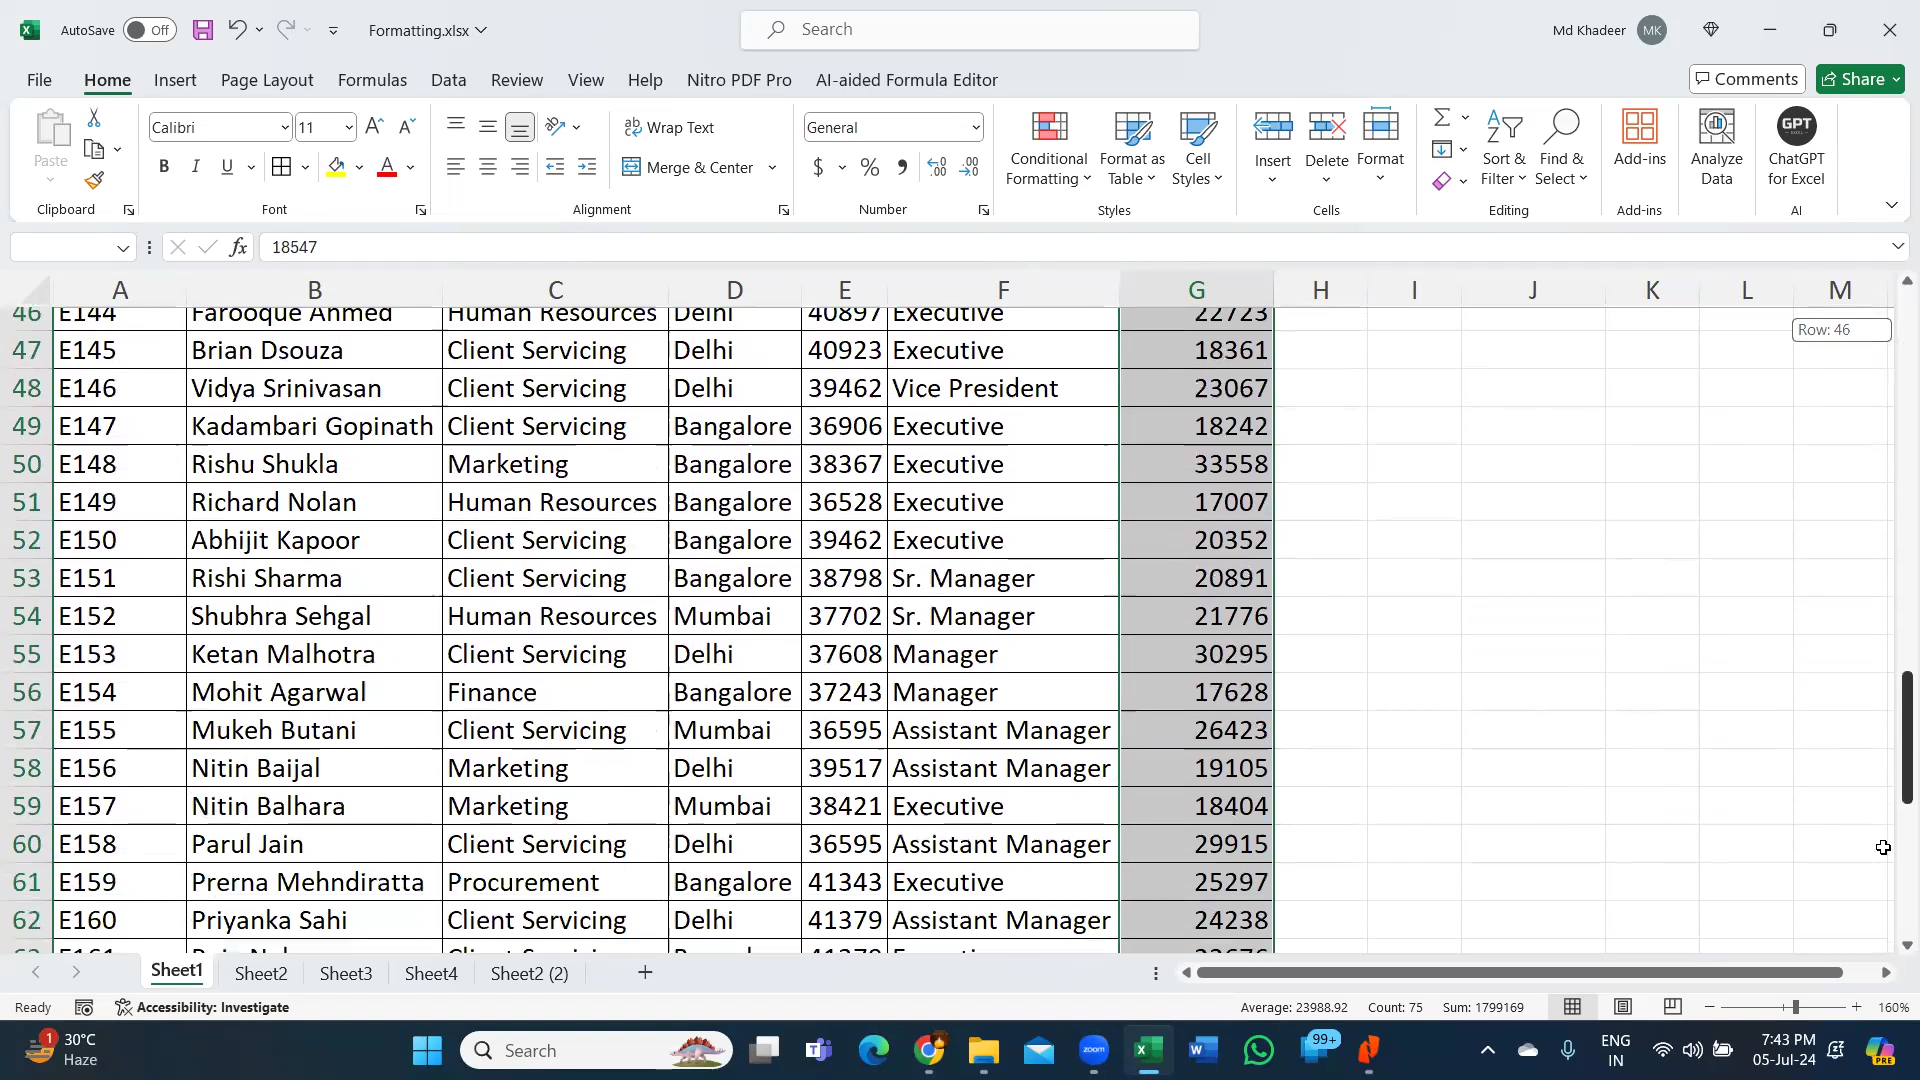 AutoSave Off Formatting.xlsx Search Md Khadeer MK
File Home Insert Page Layout Formulas Data Review View Help Nitro PDF Pro AI-aided Formula Editor Comments Share
Paste Calibri 11 Wrap Text General Conditional Formatting Format as Table Cell Styles Insert Delete Format Sort & Filter Find & Select Add-ins Analyze Data GPT ChatGPT for Excel
B I U A Merge & Center $ %
Clipboard Font Alignment Number Styles Cells Editing Add-ins AI
fx 18547
A B C D E F G H I J K L M
46 E144 Farooque Ahmed Human Resources Delhi 40897 Executive 22723
Row: 46
47 E145 Brian Dsouza Client Servicing Delhi 40923 Executive 18361
48 E146 Vidya Srinivasan Client Servicing Delhi 39462 Vice President 23067
49 E147 Kadambari Gopinath Client Servicing Bangalore 36906 Executive 18242
50 E148 Rishu Shukla Marketing Bangalore 38367 Executive 33558
51 E149 Richard Nolan Human Resources Bangalore 36528 Executive 17007
52 E150 Abhijit Kapoor Client Servicing Bangalore 39462 Executive 20352
53 E151 Rishi Sharma Client Servicing Bangalore 38798 Sr. Manager 20891
54 E152 Shubhra Sehgal Human Resources Mumbai 37702 Sr. Manager 21776
55 E153 Ketan Malhotra Client Servicing Delhi 37608 Manager 30295
56 E154 Mohit Agarwal Finance Bangalore 37243 Manager 17628
57 E155 Mukeh Butani Client Servicing Mumbai 36595 Assistant Manager 26423
58 E156 Nitin Baijal Marketing Delhi 39517 Assistant Manager 19105
59 E157 Nitin Balhara Marketing Mumbai 38421 Executive 18404
60 E158 Parul Jain Client Servicing Delhi 36595 Assistant Manager 29915
61 E159 Prerna Mehndiratta Procurement Bangalore 41343 Executive 25297
62 E160 Priyanka Sahi Client Servicing Delhi 41379 Assistant Manager 24238
Sheet1 Sheet2 Sheet3 Sheet4 Sheet2 (2)
Ready Accessibility: Investigate Average: 23988.92 Count: 75 Sum: 1799169 160%
1 30°C Haze Search zoom 99+ ENG IN 7:43 PM 05-Jul-24 PRE